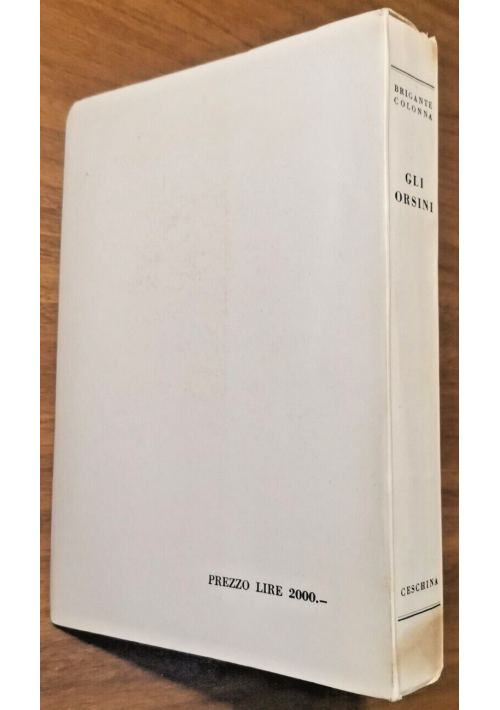 BRIGANTE
COLONNA
GLI
ORSINI
CESCHINA
PREZZO LIRE 2000.—